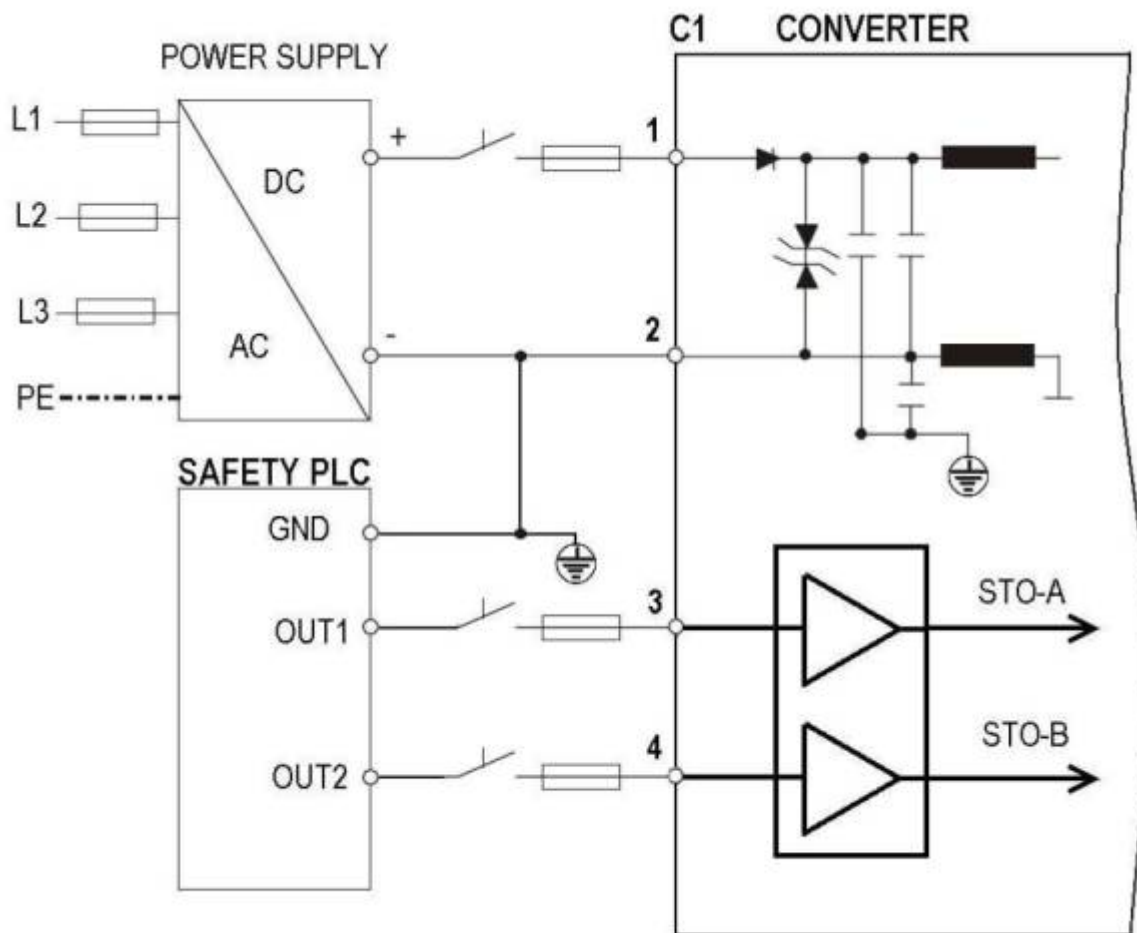 C1 CONVERTER
POWER SUPPLY
L1
+
1
DC
L2
L3
AC
-
2
PE
SAFETY PLC
GND
OUT1
3
STO-A
OUT2
4
STO-B